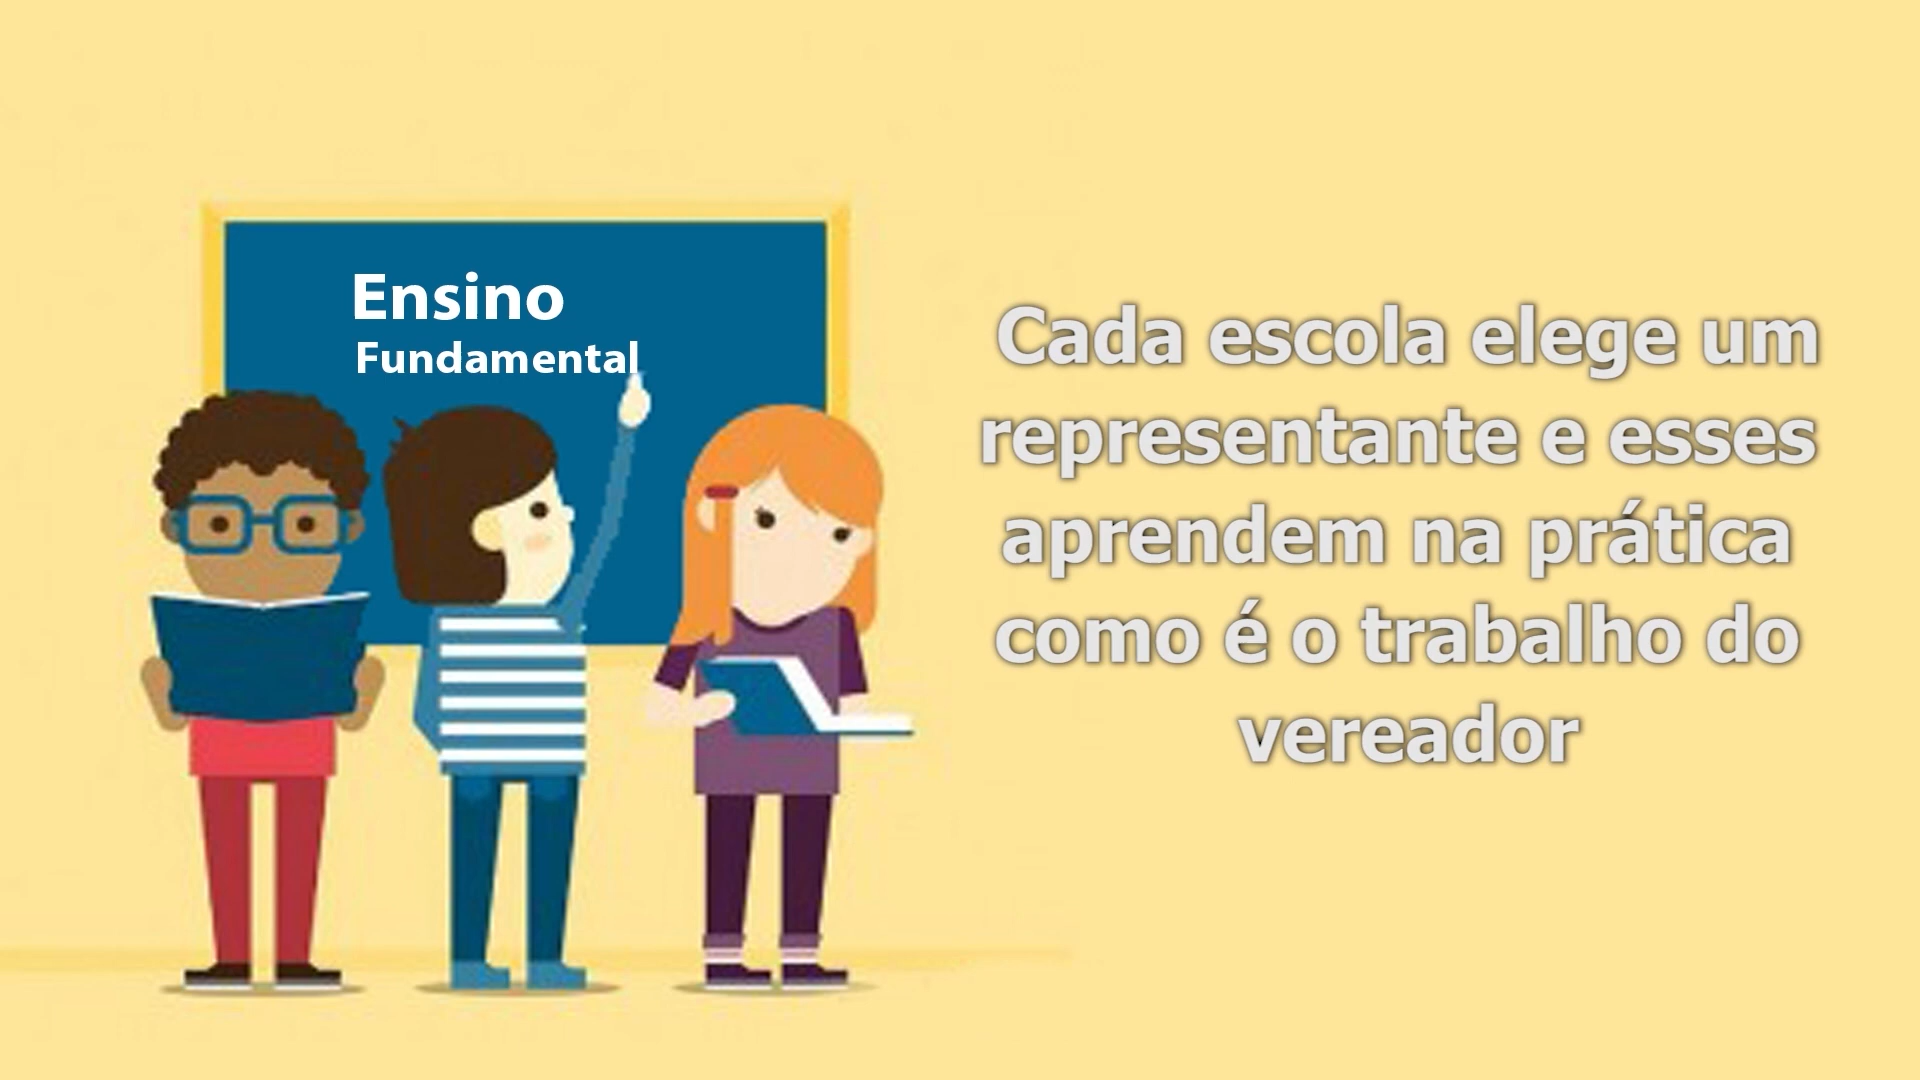 Ensino
Fundamental
Cada escola elege um
representante e esses
aprendem na prática
como é o trabalho do
vereador